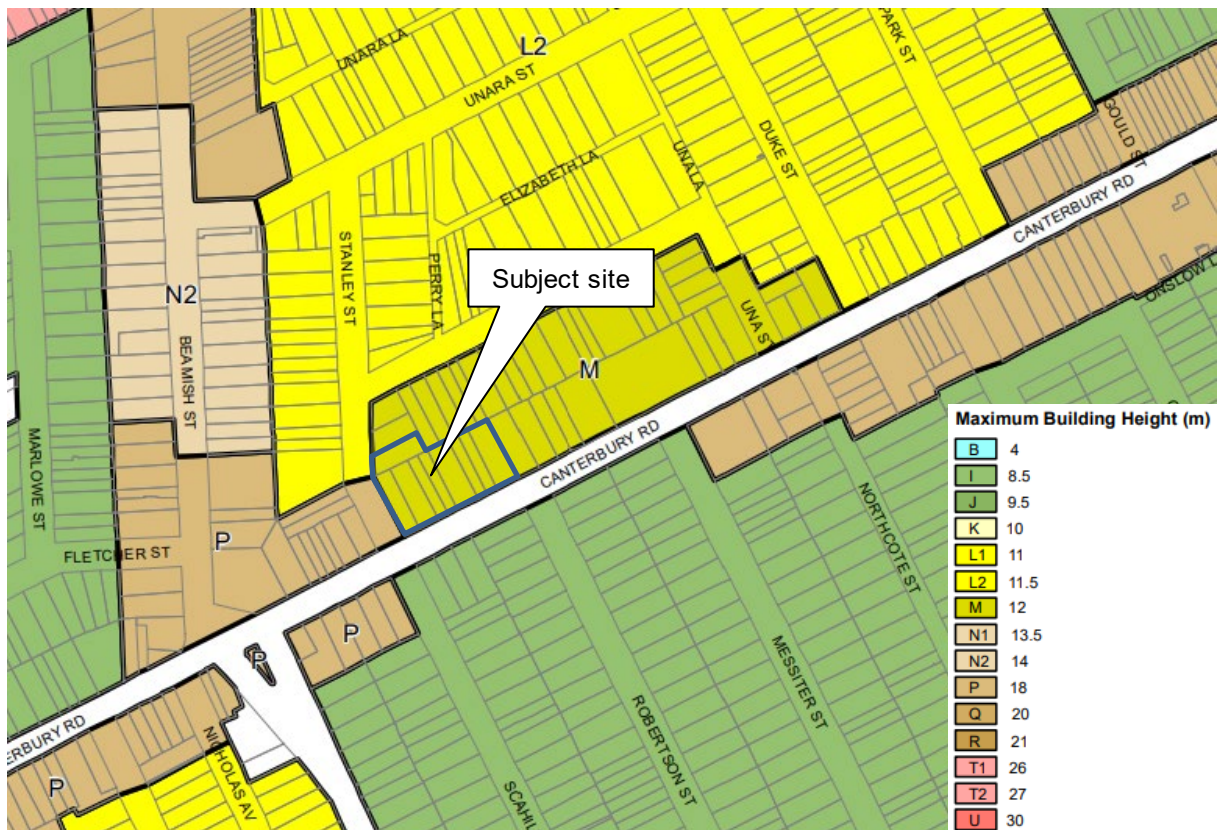 UNARA LA
L2
UNARA ST
PARK ST
GOULD ST
DUKE ST
UNA LA
ELIZABETH LA
CANTERBURY RD
STANLEY ST
PERRY LA
Subject site
N2
BEAMISH ST
UNA ST
ONSLOW L
M
MARLOWE ST
CANTERBURY RD
NORTHCOTE ST
P
FLETCHER ST
P
P
MESSITER ST
ROBERTSON ST
ERBURY RD
NICHOLAS AV
SCAHIL
P
Maximum Building Height (m)
B 4
I 8.5
J 9.5
K 10
L1 11
L2 11.5
M 12
N1 13.5
N2 14
P 18
Q 20
R 21
T1 26
T2 27
U 30